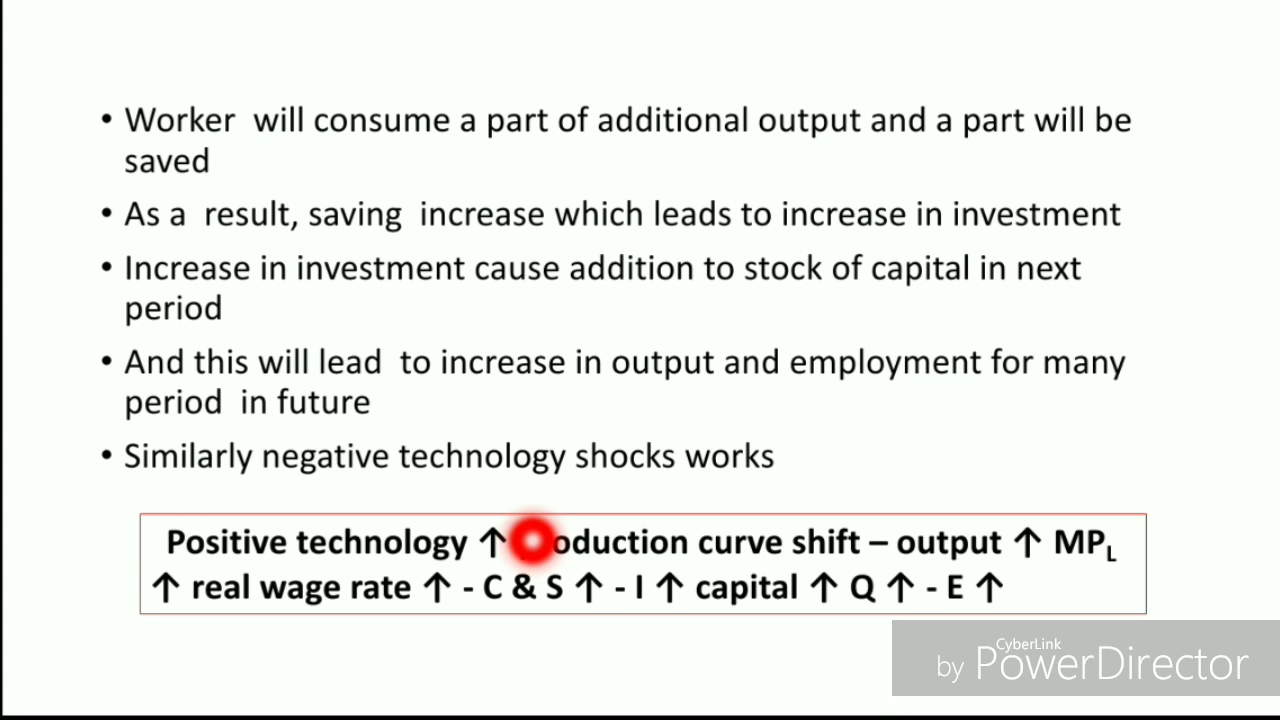 • Worker will consume a part of additional output and a part will be
saved
• As a result, saving increase which leads to increase in investment
• Increase in investment cause addition to stock of capital in next
period
• And this will lead to increase in output and employment for many
period in future
• Similarly negative technology shocks works
Positive technology ↑ oduction curve shift – output ↑ MPL
↑ real wage rate ↑ - C & S ↑ - I ↑ capital ↑ Q ↑ - E ↑
CyberLink
by PowerDirector